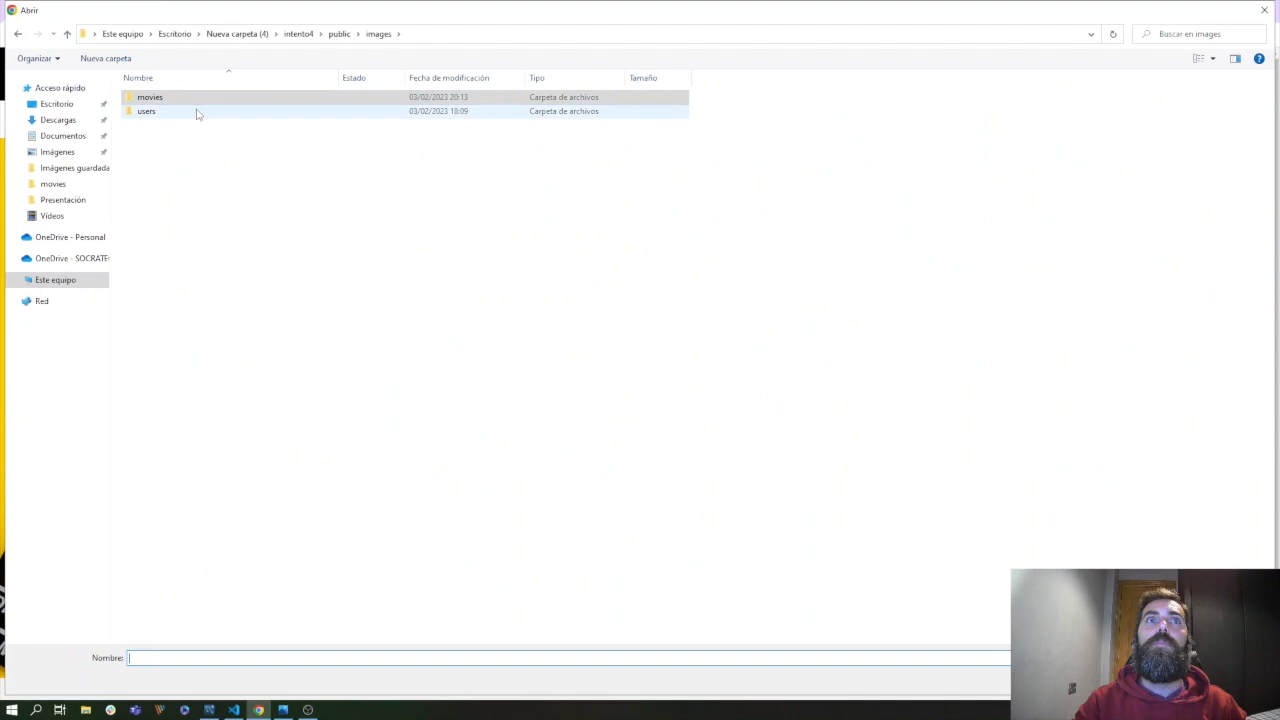 Abrir
Este equipo > Escritorio > Nueva carpeta (4) > intento4 > public > images >
Buscar en images
Organizar
Nueva carpeta
Nombre
Estado
Fecha de modificación
Tipo
Tamaño
movies
03/02/2023 20:13
Carpeta de archivos
users
03/02/2023 18:09
Carpeta de archivos
Acceso rápido
Escritorio
Descargas
Documentos
Imágenes
Imágenes guardada
movies
Presentación
Vídeos
OneDrive - Personal
OneDrive - SOCRATE
Este equipo
Red
Nombre: